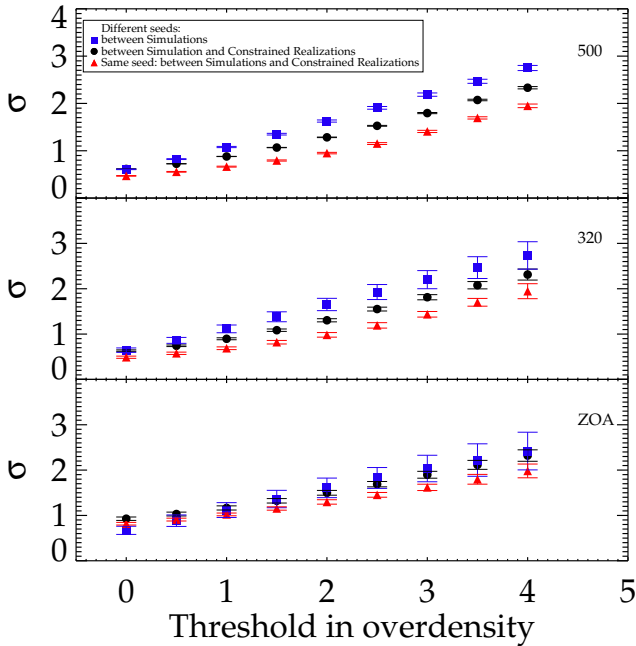 Different seeds:
between Simulations
between Simulation and Constrained Realizations
Same seed: between Simulations and Constrained Realizations
500
4
3
2
1
0
σ
320
3
2
1
0
σ
ZOA
3
2
1
0
σ
0 1 2 3 4 5
Threshold in overdensity